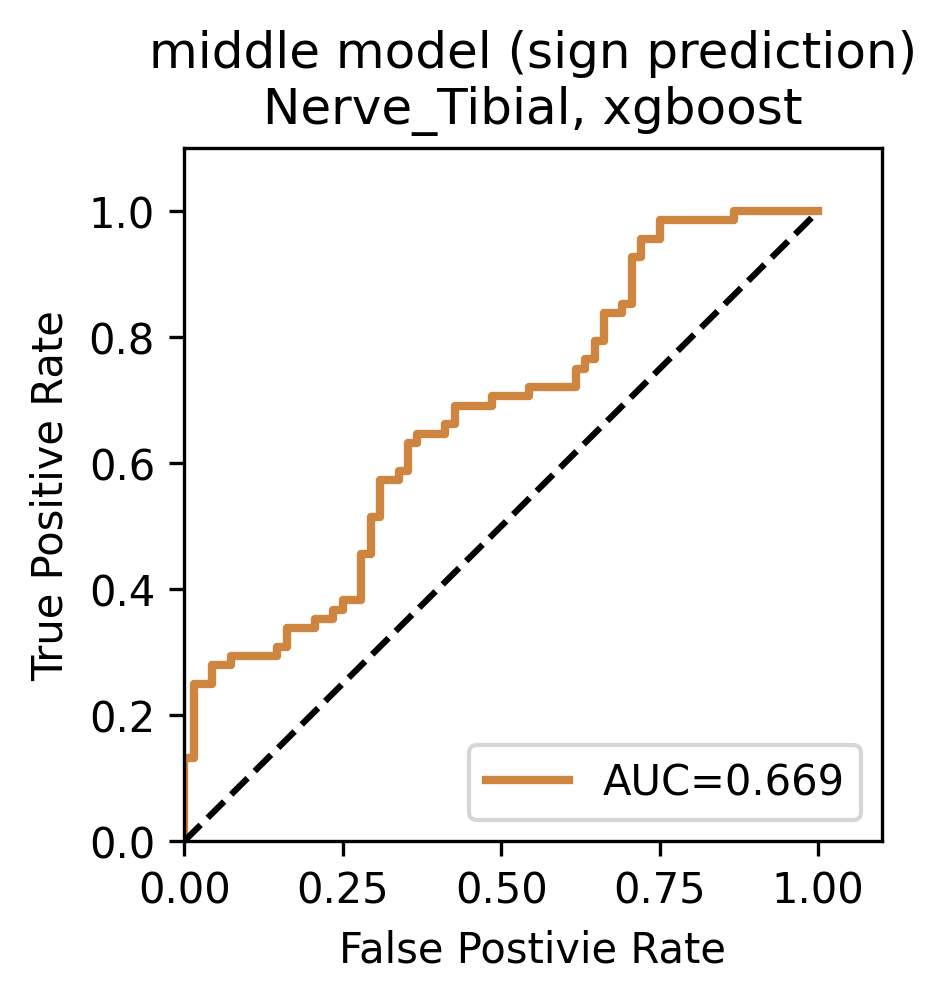 middle model (sign prediction)
Nerve_Tibial, xgboost
True Positive Rate
1.0
0.8
0.6
0.4
0.2
0.0
AUC=0.669
0.00 0.25 0.50 0.75 1.00
False Postivie Rate